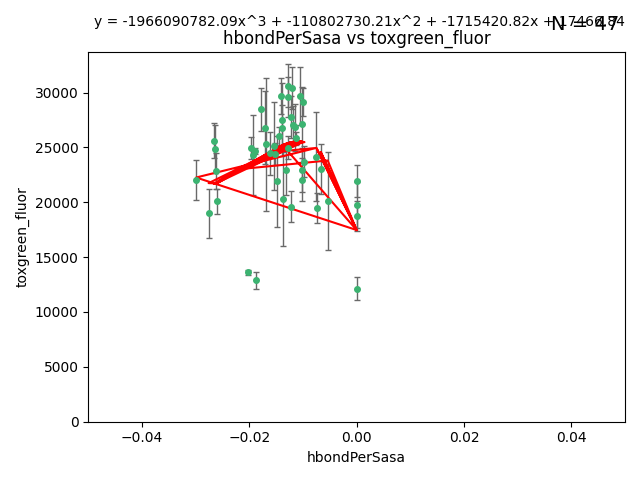 y = -1966090782.09x^3 + -110802730.21x^2 + -1715420.82x + 17466.84
N = 47
hbondPerSasa vs toxgreen_fluor
30000
25000
20000
15000
10000
5000
0
toxgreen_fluor
−0.04 −0.02 0.00 0.02 0.04
hbondPerSasa